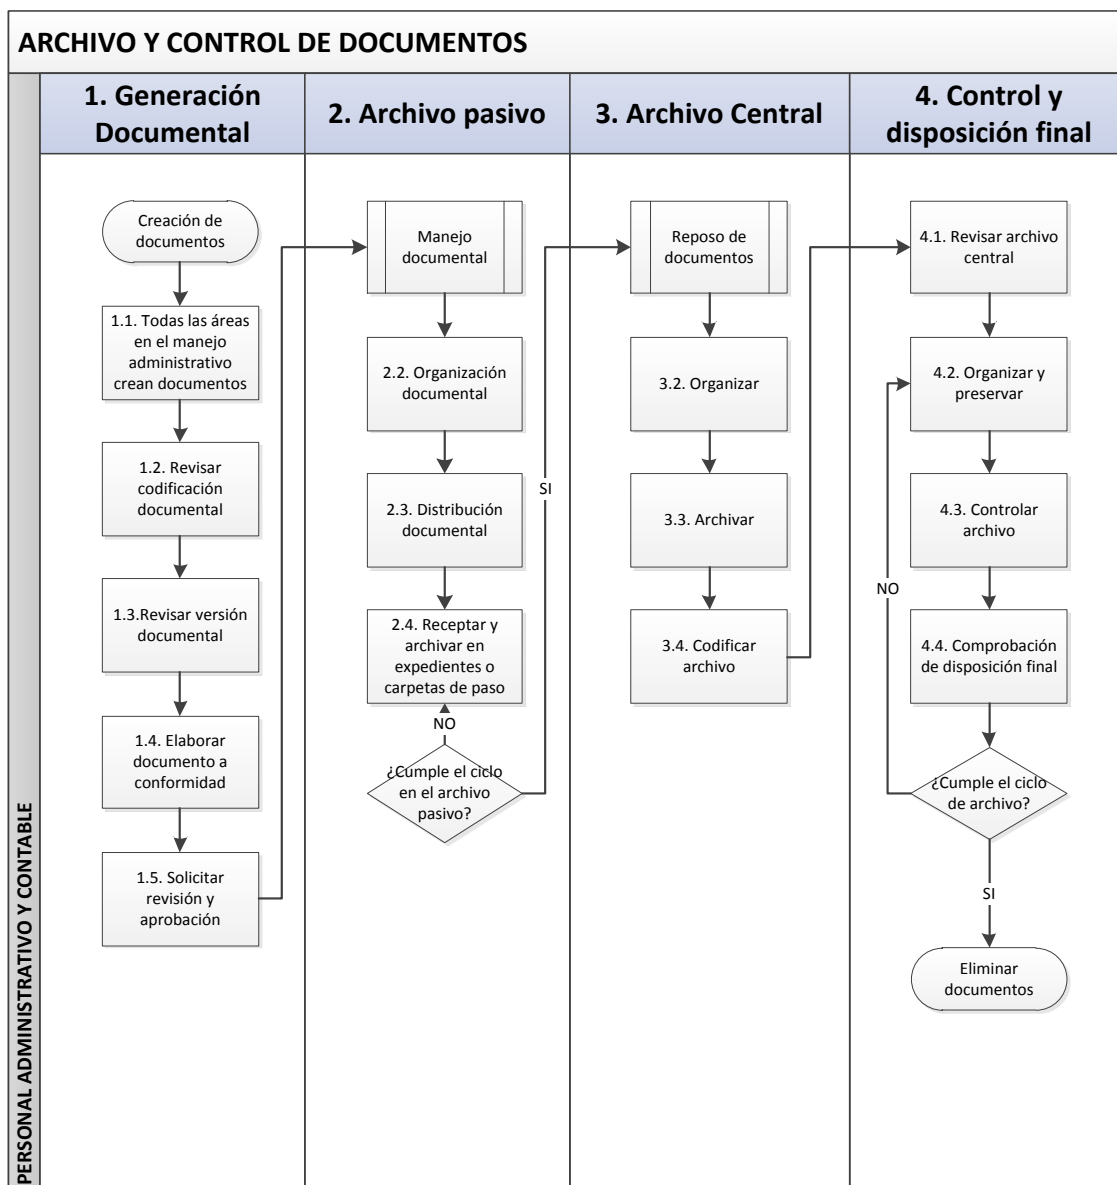 ARCHIVO Y CONTROL DE DOCUMENTOS
PERSONAL ADMINISTRATIVO Y CONTABLE
1. Generación
Documental
Creación de
documentos
1.1. Todas las áreas
en el manejo
administrativo
crean documentos
1.2. Revisar
codificación
documental
1.3.Revisar versión
documental
1.4. Elaborar
documento a
conformidad
1.5. Solicitar
revisión y
aprobación
2. Archivo pasivo
Manejo
documental
2.2. Organización
documental
2.3. Distribución
documental
2.4. Receptar y
archivar en
expedientes o
carpetas de paso
NO
¿Cumple el ciclo
en el archivo
pasivo?
SI
3. Archivo Central
Reposo de
documentos
3.2. Organizar
3.3. Archivar
3.4. Codificar
archivo
4. Control y
disposición final
4.1. Revisar archivo
central
4.2. Organizar y
preservar
4.3. Controlar
archivo
NO
4.4. Comprobación
de disposición final
¿Cumple el ciclo
de archivo?
SI
Eliminar
documentos